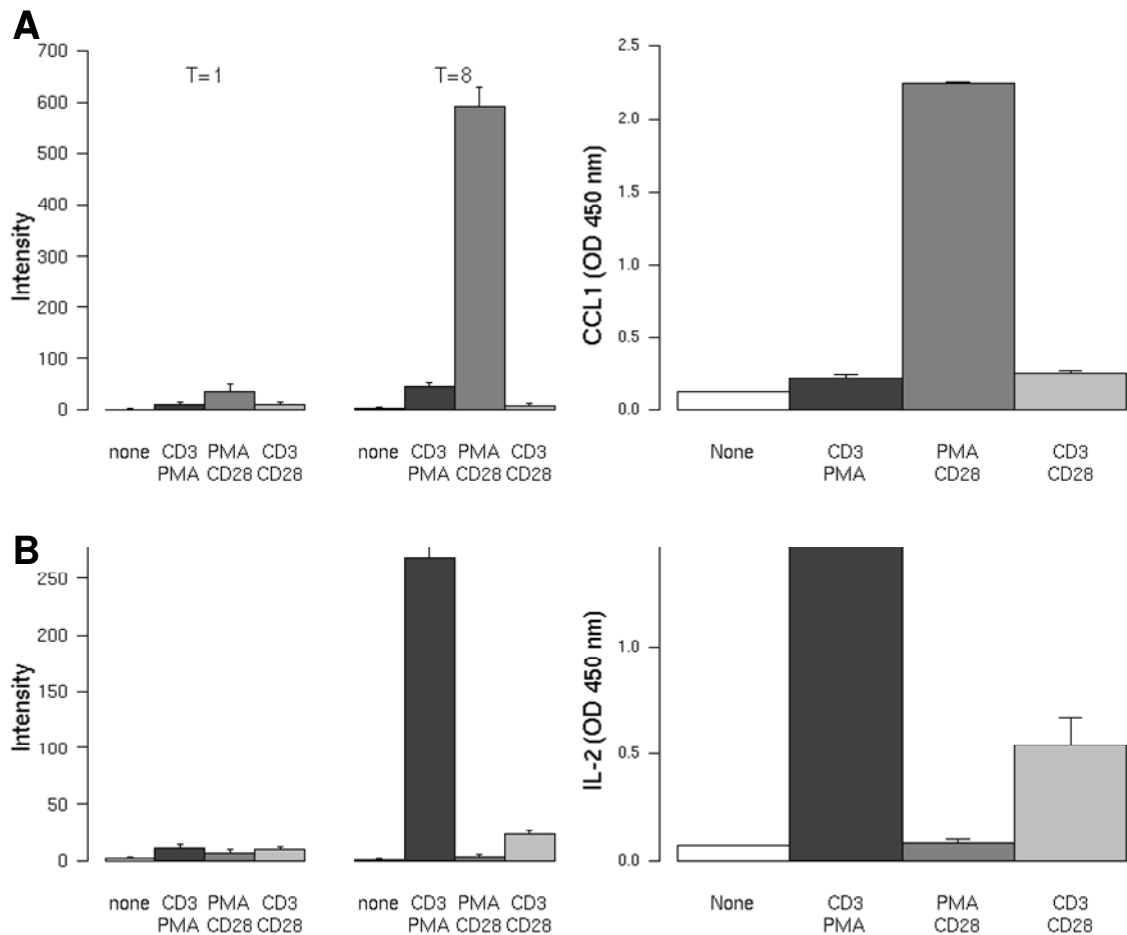 A
700
600
500
400
300
200
100
0
Intensity
T=1
T=8
none CD3 PMA CD3
PMA CD28 CD28
none CD3 PMA CD3
PMA CD28 CD28
2.5
2.0
1.5
1.0
0.5
0.0
CCL1 (OD 450 nm)
None CD3 PMA CD3
PMA CD28 CD28
B
250
200
150
100
50
0
Intensity
none CD3 PMA CD3
PMA CD28 CD28
none CD3 PMA CD3
PMA CD28 CD28
1.0
0.5
0.0
IL-2 (OD 450 nm)
None CD3 PMA CD3
PMA CD28 CD28